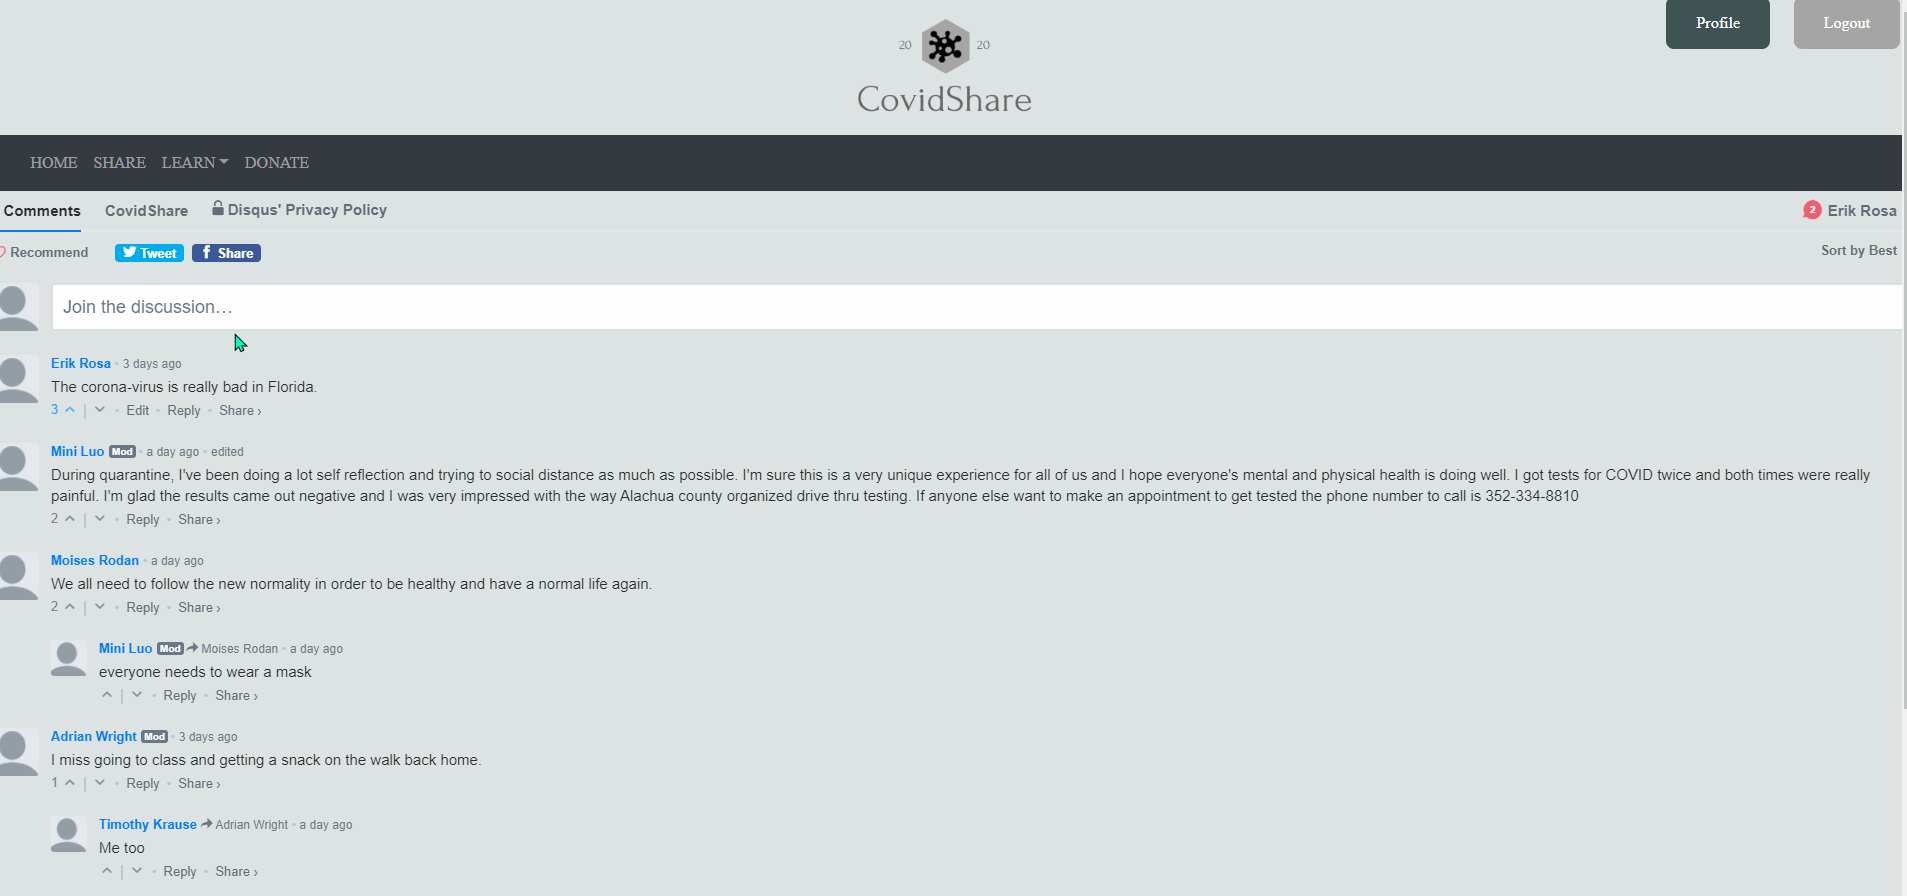 Profile
Logout
20 20
CovidShare
HOME SHARE LEARN DONATE
Comments CovidShare Disqus' Privacy Policy 2 Erik Rosa
Recommend Tweet Share Sort by Best
Join the discussion…
Erik Rosa • 3 days ago
The corona-virus is really bad in Florida.
3 | • Edit • Reply • Share ›
Mini Luo Mod • a day ago • edited
During quarantine, I've been doing a lot self reflection and trying to social distance as much as possible. I'm sure this is a very unique experience for all of us and I hope everyone's mental and physical health is doing well. I got tests for COVID twice and both times were really
painful. I'm glad the results came out negative and I was very impressed with the way Alachua county organized drive thru testing. If anyone else want to make an appointment to get tested the phone number to call is 352-334-8810
2 | • Reply • Share ›
Moises Rodan • a day ago
We all need to follow the new normality in order to be healthy and have a normal life again.
2 | • Reply • Share ›
Mini Luo Mod Moises Rodan • a day ago
everyone needs to wear a mask
| • Reply • Share ›
Adrian Wright Mod • 3 days ago
I miss going to class and getting a snack on the walk back home.
1 | • Reply • Share ›
Timothy Krause Adrian Wright • a day ago
Me too
| • Reply • Share ›